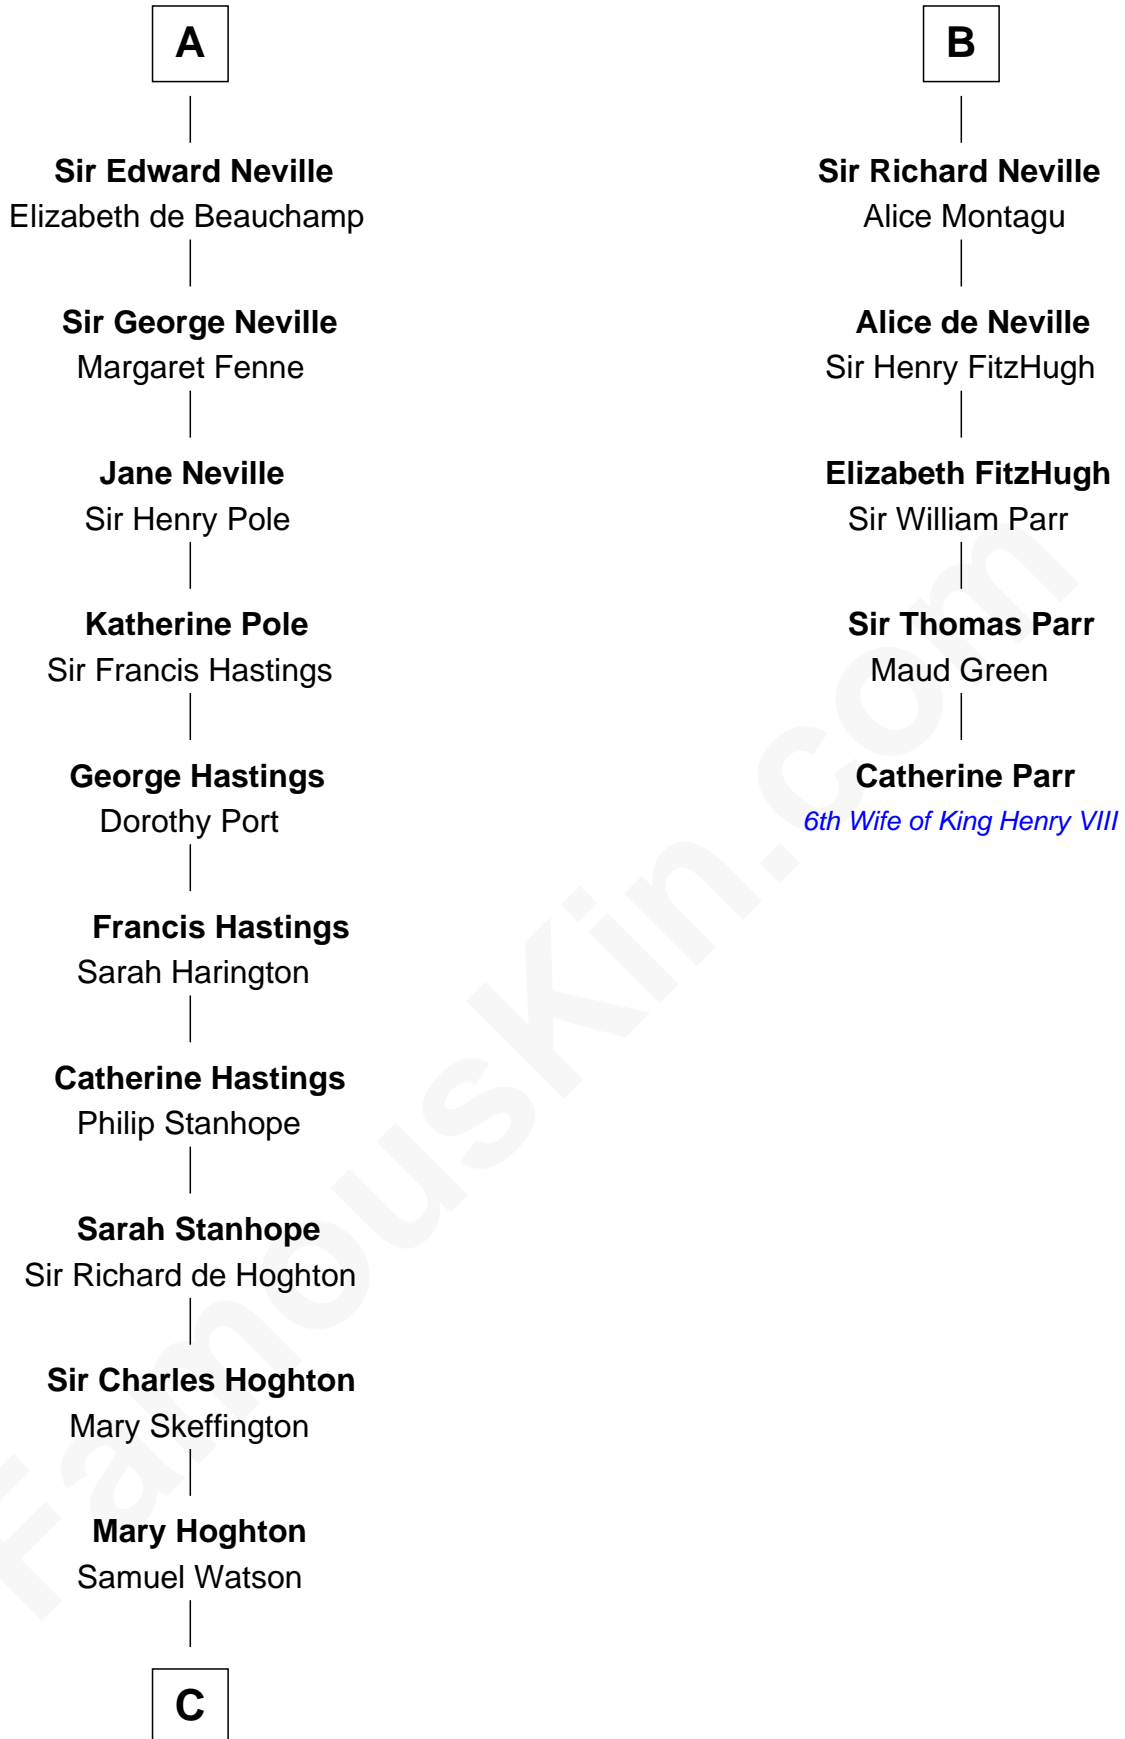 A
Sir Edward Neville
Elizabeth de Beauchamp
Sir George Neville
Margaret Fenne
Jane Neville
Sir Henry Pole
Katherine Pole
Sir Francis Hastings
George Hastings
Dorothy Port
Francis Hastings
Sarah Harington
Catherine Hastings
Philip Stanhope
Sarah Stanhope
Sir Richard de Hoghton
Sir Charles Hoghton
Mary Skeffington
Mary Hoghton
Samuel Watson
C
B
Sir Richard Neville
Alice Montagu
Alice de Neville
Sir Henry FitzHugh
Elizabeth FitzHugh
Sir William Parr
Sir Thomas Parr
Maud Green
Catherine Parr
6th Wife of King Henry VIII
FamousKin.com